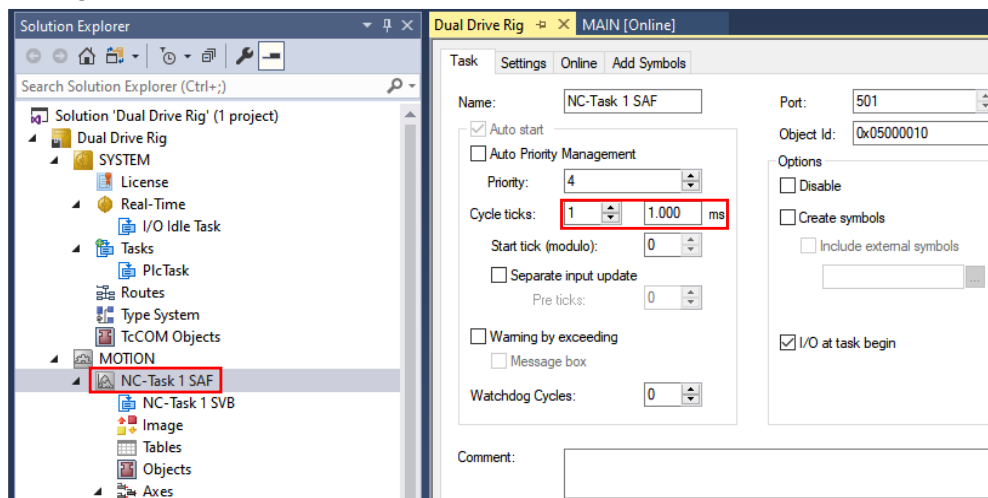 Solution Explorer
Search Solution Explorer (Ctrl+;)
Solution 'Dual Drive Rig' (1 project)
Dual Drive Rig
SYSTEM
License
Real-Time
I/O Idle Task
Tasks
PlcTask
Routes
Type System
TcCOM Objects
MOTION
NC-Task 1 SAF
NC-Task 1 SVB
Image
Tables
Objects
Axes
Dual Drive Rig MAIN [Online]
Task Settings Online Add Symbols
Name: NC-Task 1 SAF
Auto start
Auto Priority Management
Priority: 4
Cycle ticks: 1 1.000 ms
Start tick (modulo): 0
Separate input update
Pre ticks: 0
Warning by exceeding
Message box
Watchdog Cycles: 0
Comment:
Port: 501
Object Id: 0x05000010
Options
Disable
Create symbols
Include external symbols
...
I/O at task begin